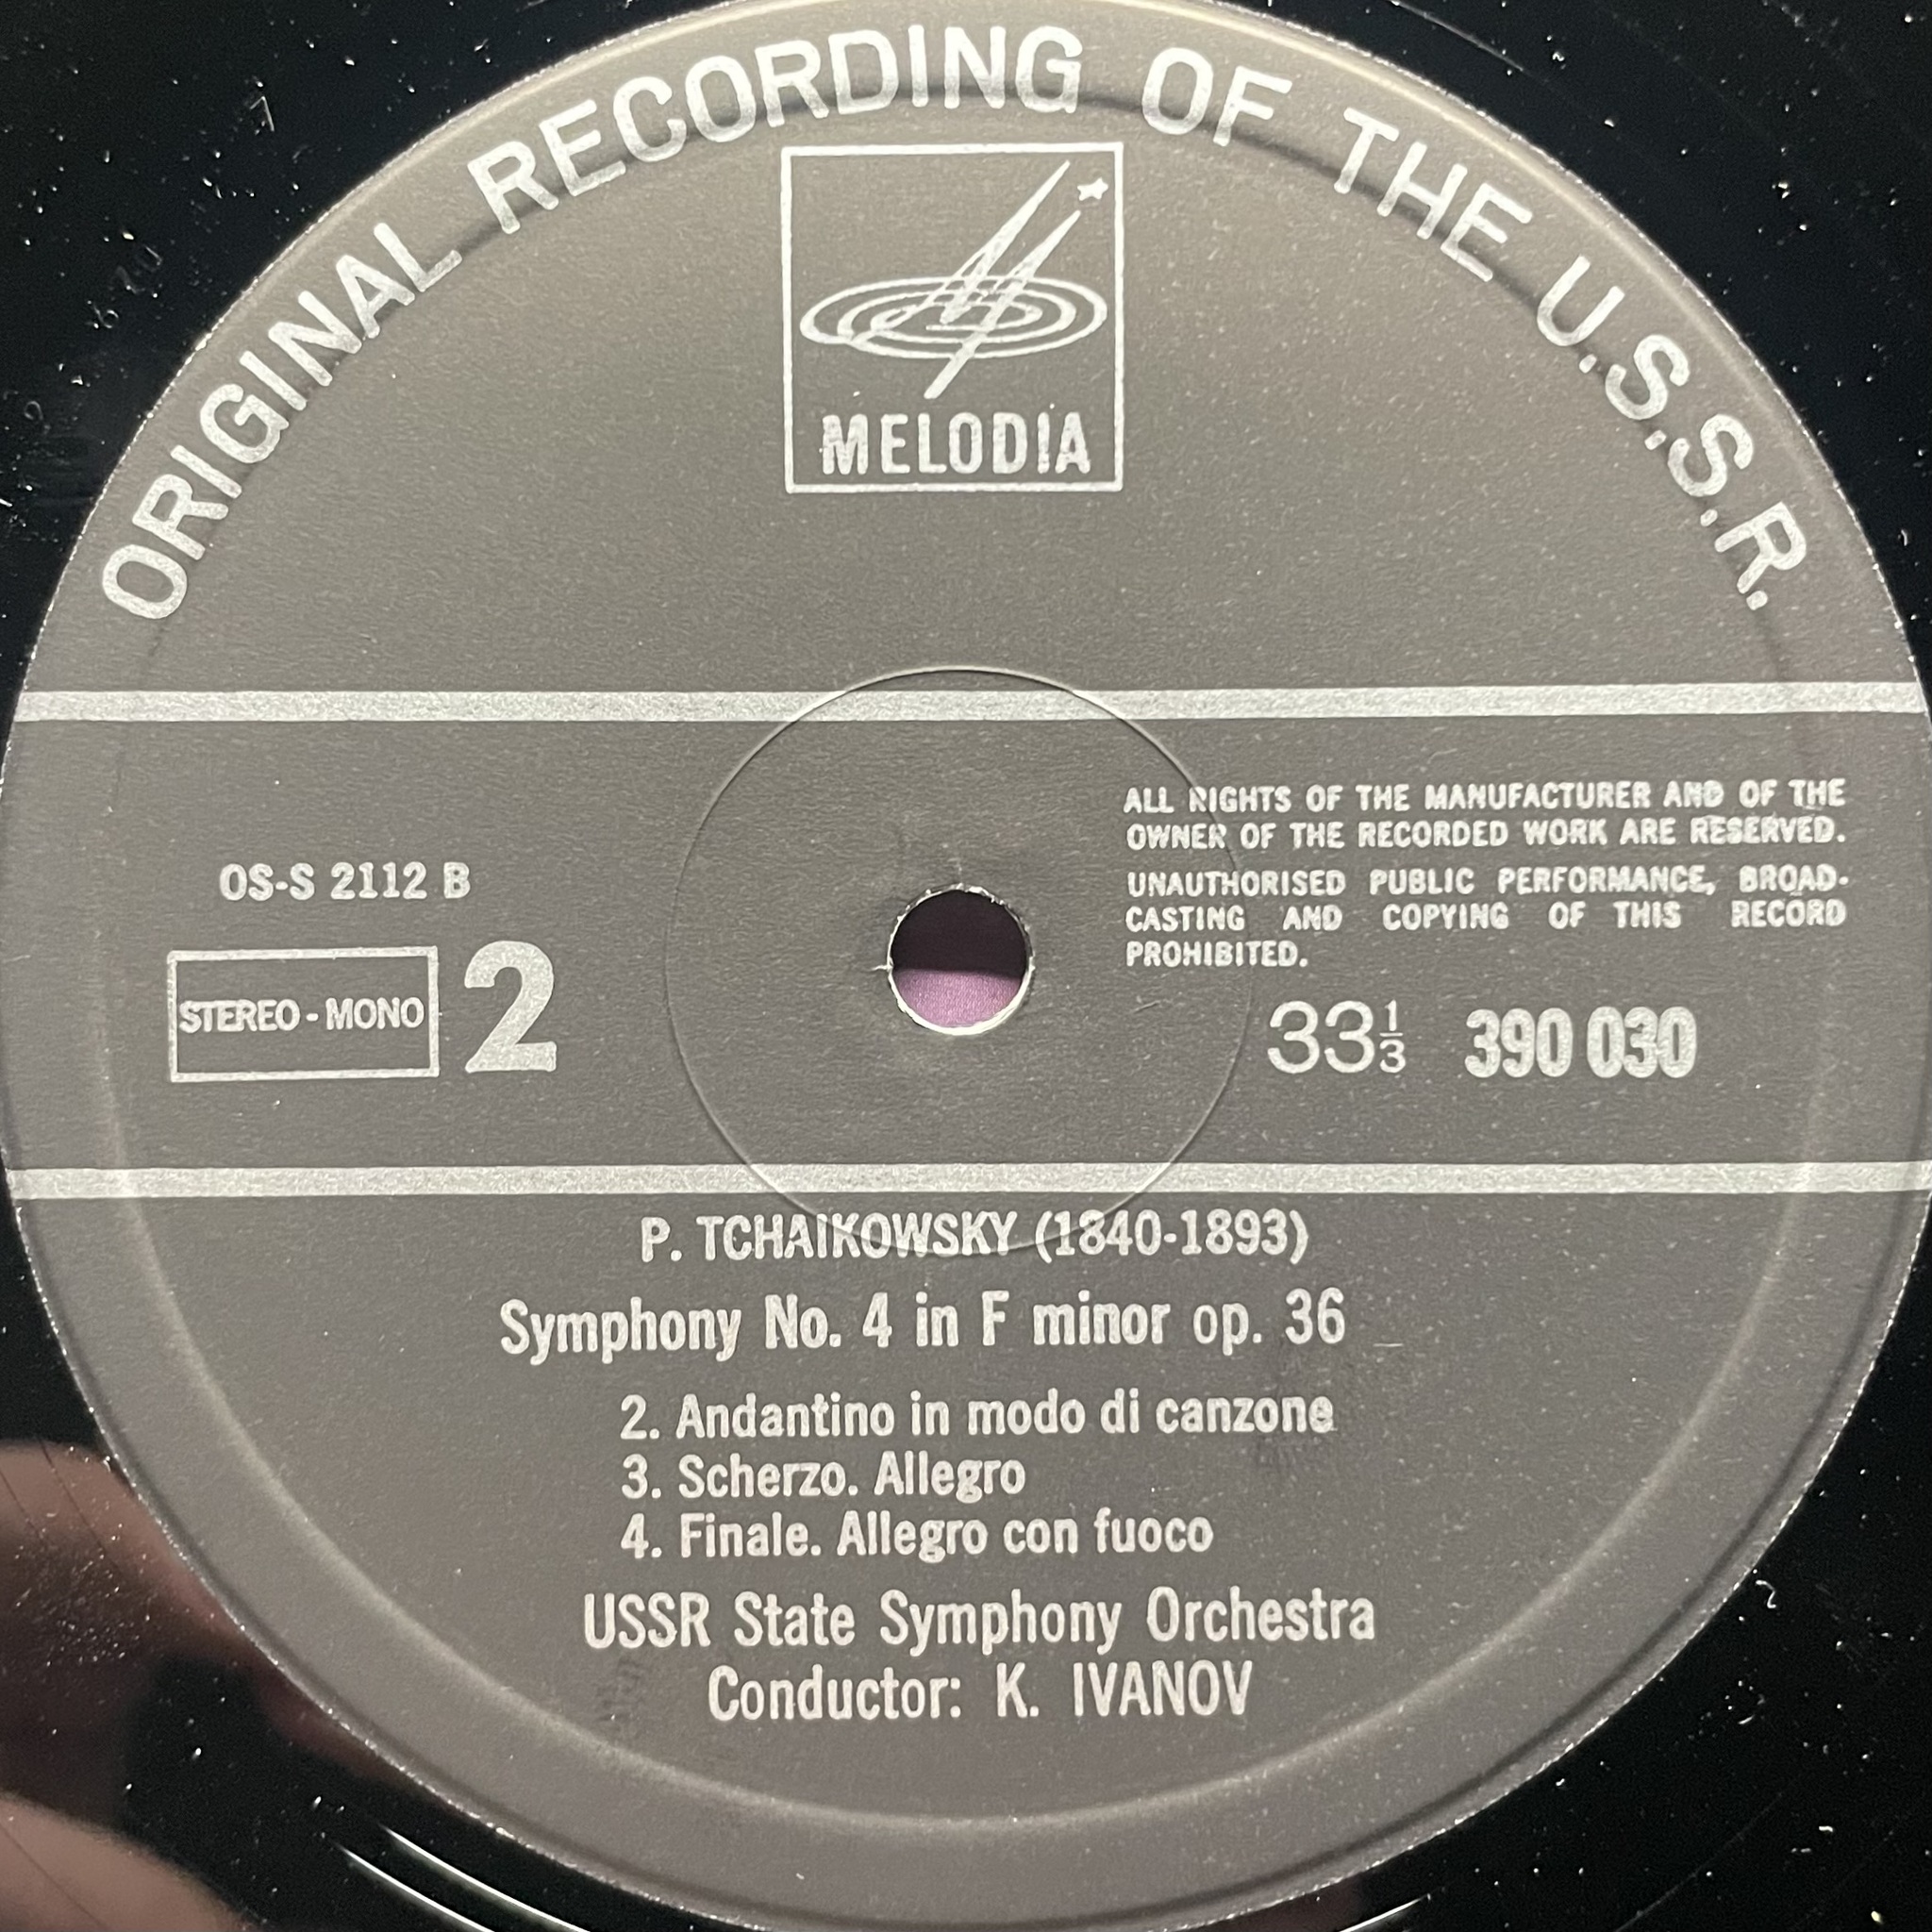 ORIGINAL RECORDING OF THE U.S.S.R.
MELODIA
OS-S 2112 B
STEREO - MONO
2
ALL RIGHTS OF THE MANUFACTURER AND OF THE
OWNER OF THE RECORDED WORK ARE RESERVED.
UNAUTHORISED PUBLIC PERFORMANCE, BROAD-
CASTING AND COPYING OF THIS RECORD
PROHIBITED.
33⅓ 390 030
P. TCHAIKOWSKY (1840-1893)
Symphony No. 4 in F minor op. 36
2. Andantino in modo di canzone
3. Scherzo. Allegro
4. Finale. Allegro con fuoco
USSR State Symphony Orchestra
Conductor: K. IVANOV